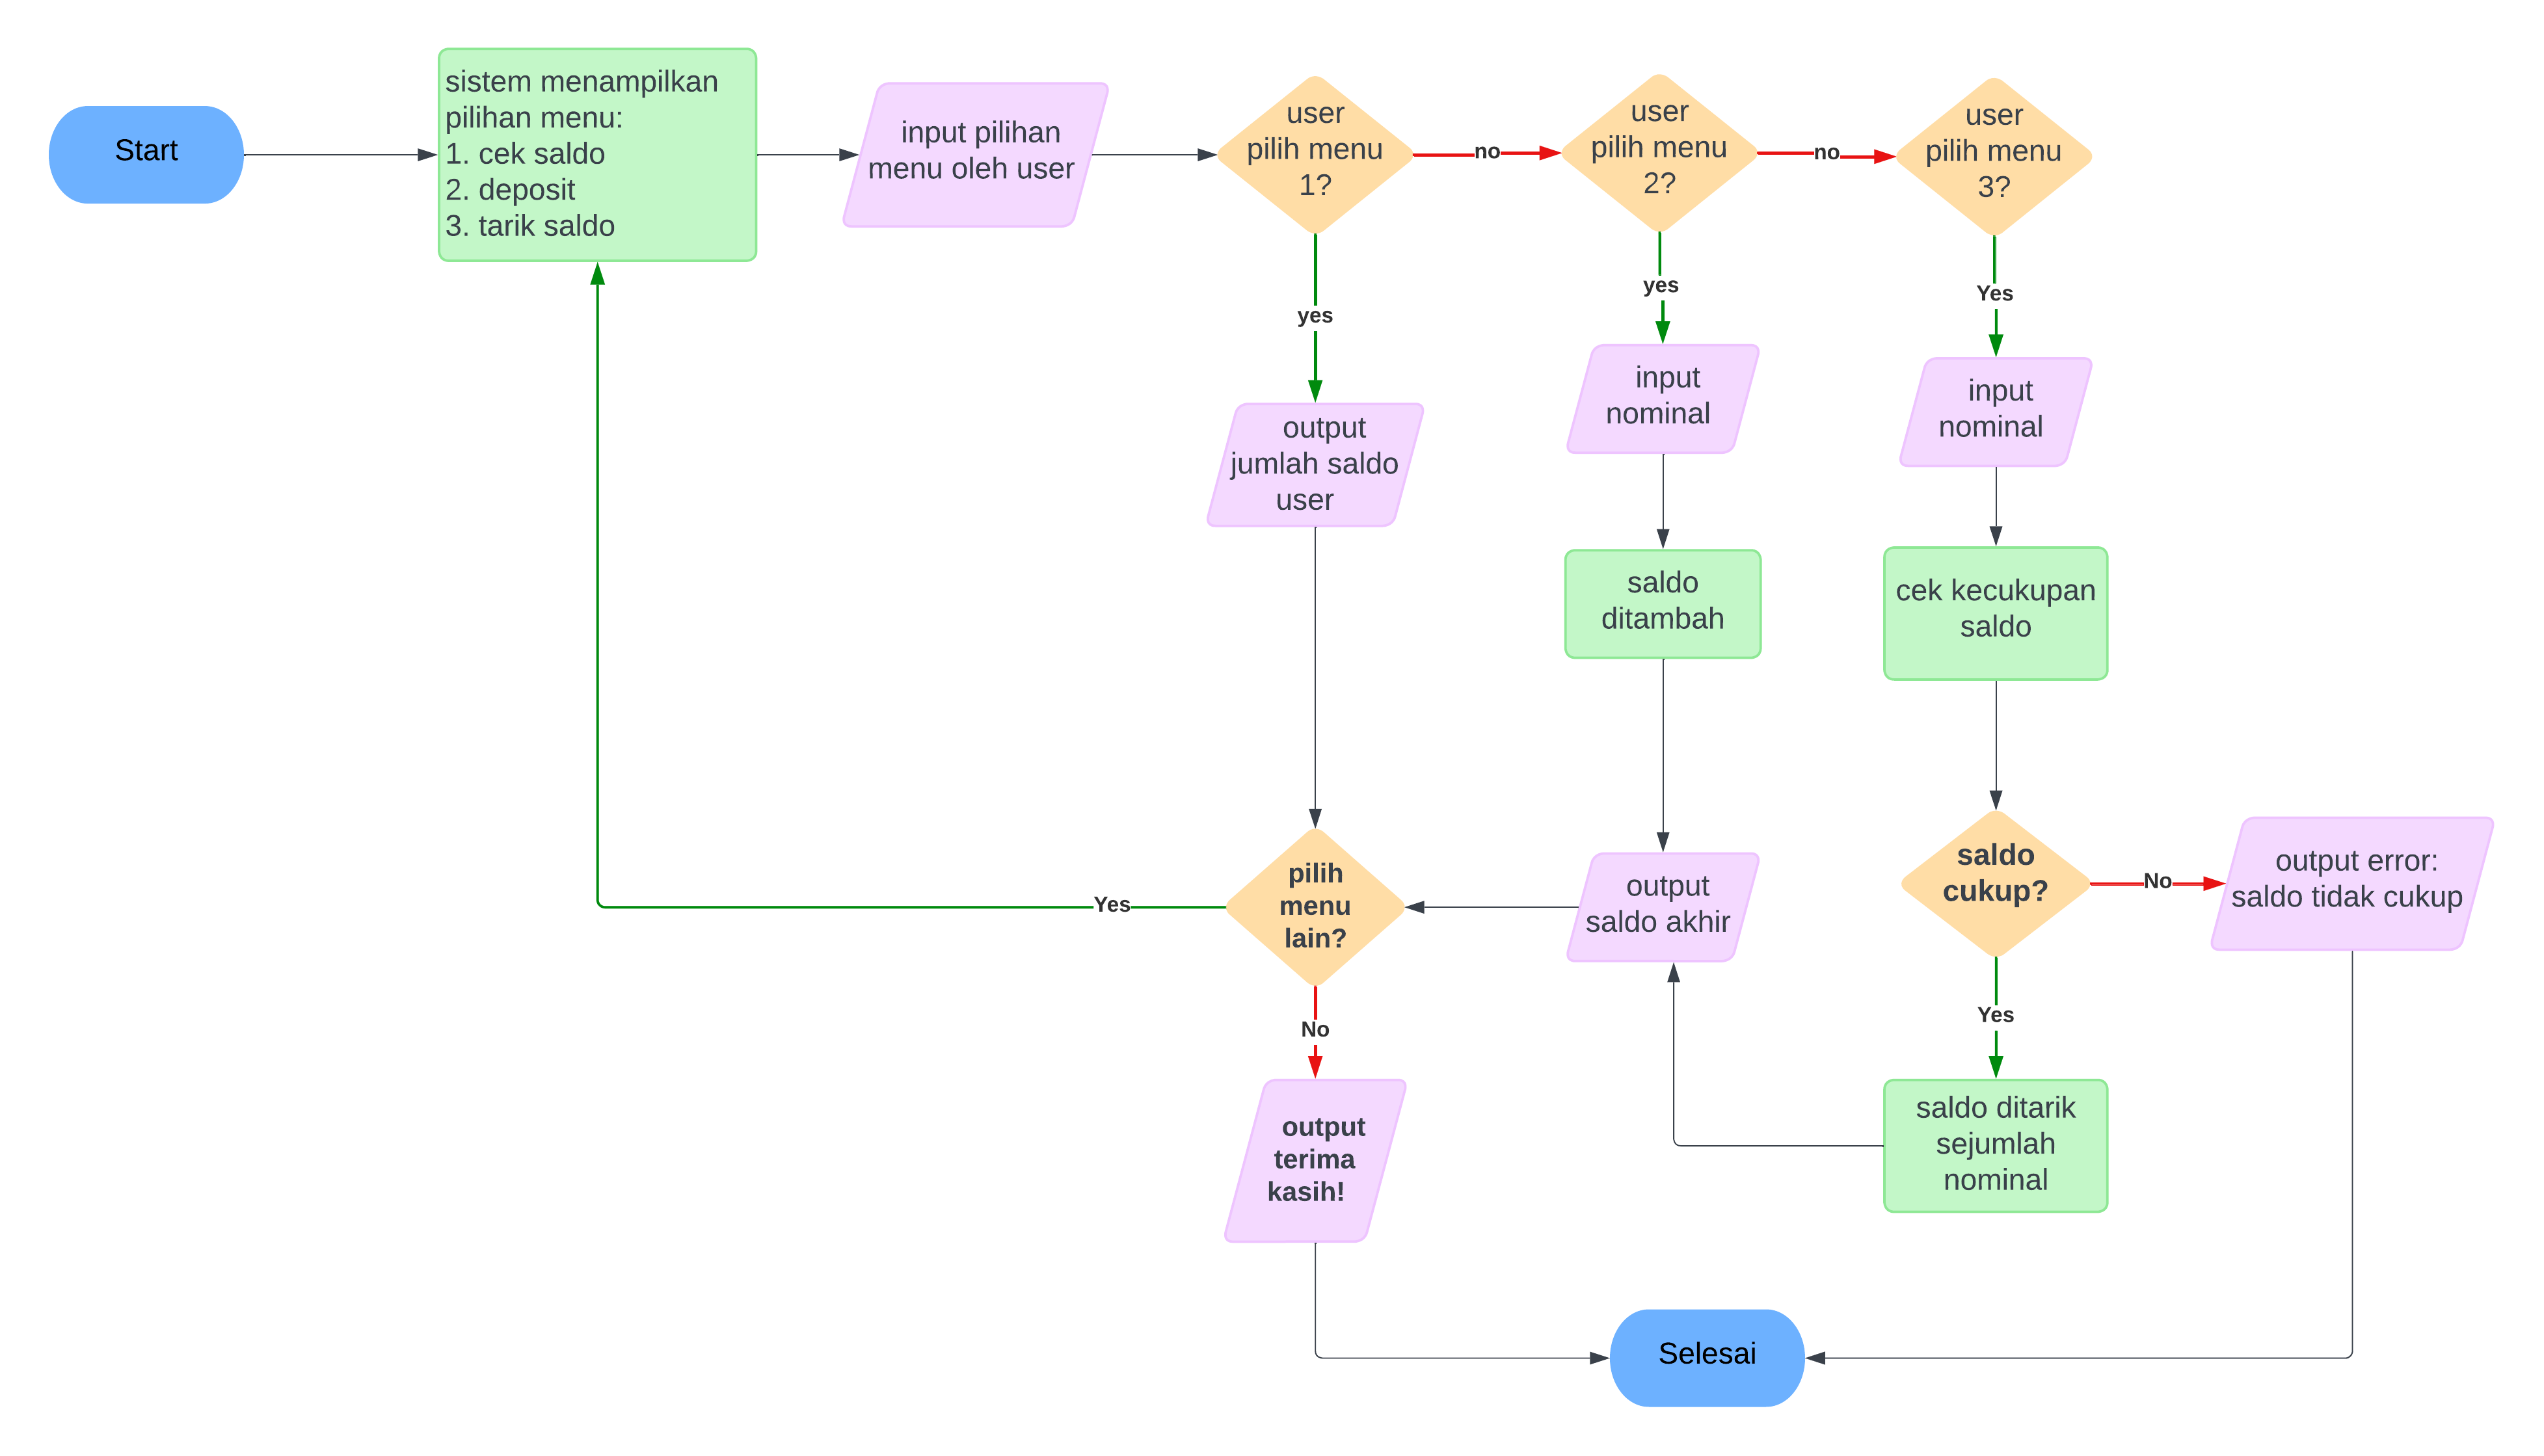 Start
sistem menampilkan
pilihan menu:
1. cek saldo
2. deposit
3. tarik saldo
input pilihan
menu oleh user
user
pilih menu
1?
no
user
pilih menu
2?
no
user
pilih menu
3?
yes
yes
Yes
output
jumlah saldo
user
input
nominal
input
nominal
saldo
ditambah
cek kecukupan
saldo
pilih
menu
lain?
Yes
No
output
saldo akhir
saldo
cukup?
No
output error:
saldo tidak cukup
Yes
output
terima
kasih!
saldo ditarik
sejumlah
nominal
Selesai